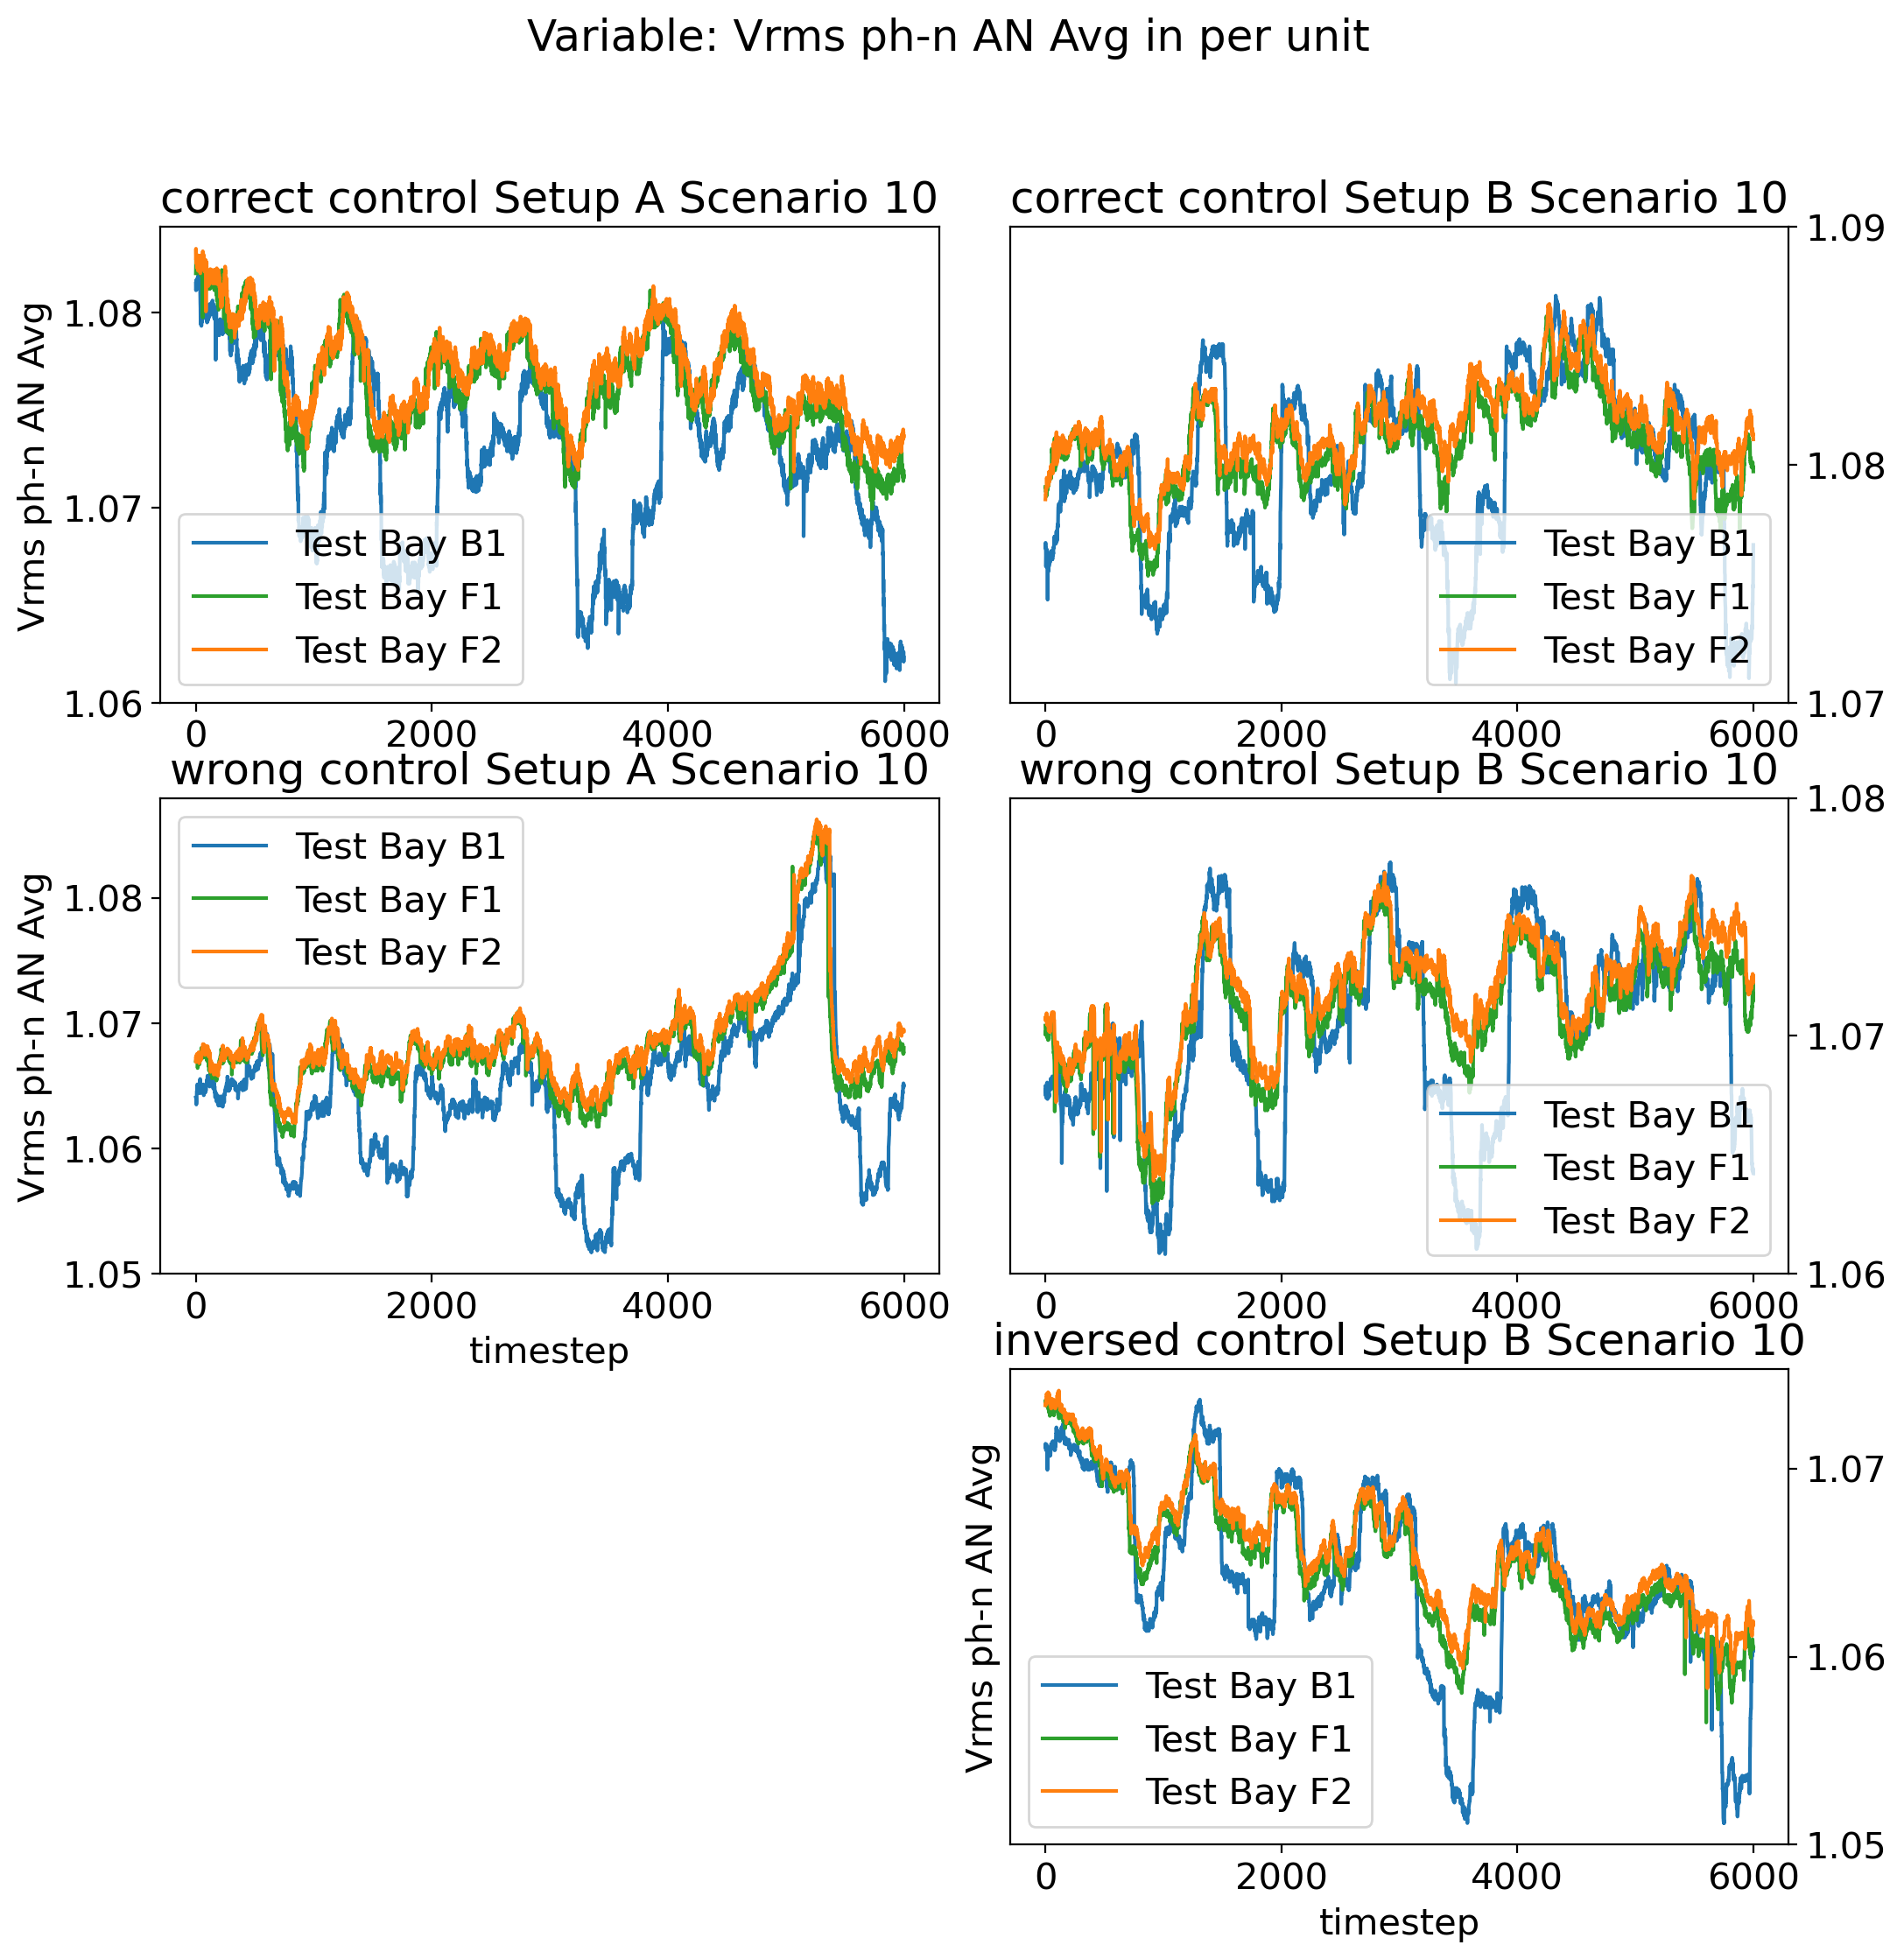 Variable: Vrms ph-n AN Avg in per unit
correct control Setup A Scenario 10
correct control Setup B Scenario 10
Vrms ph-n AN Avg
1.08
1.07
1.06
Test Bay B1
Test Bay F1
Test Bay F2
0 2000 4000 6000
1.09
1.08
1.07
Test Bay B1
Test Bay F1
Test Bay F2
0 2000 4000 6000
wrong control Setup A Scenario 10
wrong control Setup B Scenario 10
Vrms ph-n AN Avg
1.08
1.07
1.06
1.05
Test Bay B1
Test Bay F1
Test Bay F2
0 2000 4000 6000
timestep
1.08
1.07
1.06
Test Bay B1
Test Bay F1
Test Bay F2
0 2000 4000 6000
inversed control Setup B Scenario 10
Vrms ph-n AN Avg
1.07
1.06
1.05
Test Bay B1
Test Bay F1
Test Bay F2
0 2000 4000 6000
timestep